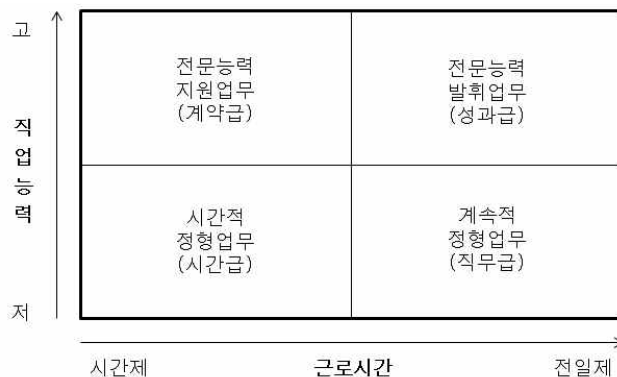 고
직업능력
저
전문능력
지원업무
(계약급)
전문능력
발휘업무
(성과급)
시간적
정형업무
(시간급)
계속적
정형업무
(직무급)
시간제
근로시간
전일제